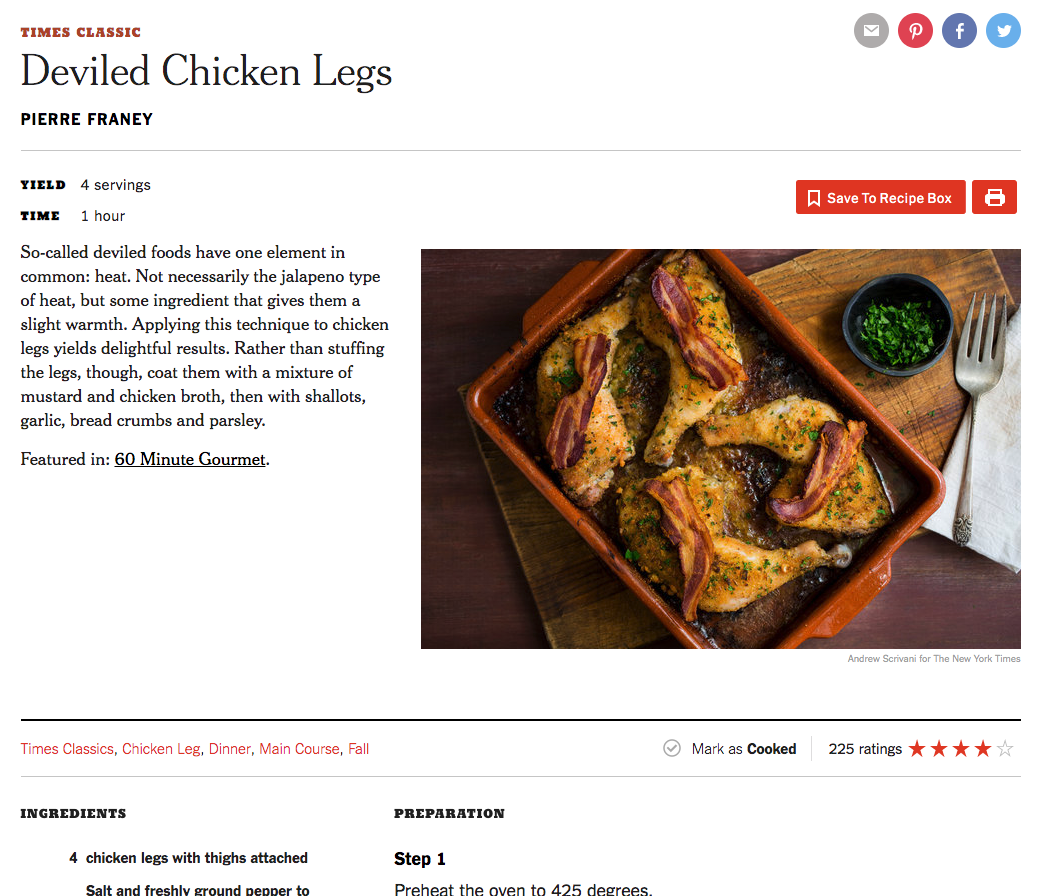 TIMES CLASSIC
Deviled Chicken Legs
PIERRE FRANEY
YIELD 4 servings
TIME 1 hour
Save To Recipe Box
So-called deviled foods have one element in
common: heat. Not necessarily the jalapeno type
of heat, but some ingredient that gives them a
slight warmth. Applying this technique to chicken
legs yields delightful results. Rather than stuffing
the legs, though, coat them with a mixture of
mustard and chicken broth, then with shallots,
garlic, bread crumbs and parsley.
Featured in: 60 Minute Gourmet.
Andrew Scrivani for The New York Times
Times Classics, Chicken Leg, Dinner, Main Course, Fall
Mark as Cooked
225 ratings
INGREDIENTS
4 chicken legs with thighs attached
Salt and freshly ground pepper to
PREPARATION
Step 1
Preheat the oven to 425 degrees.